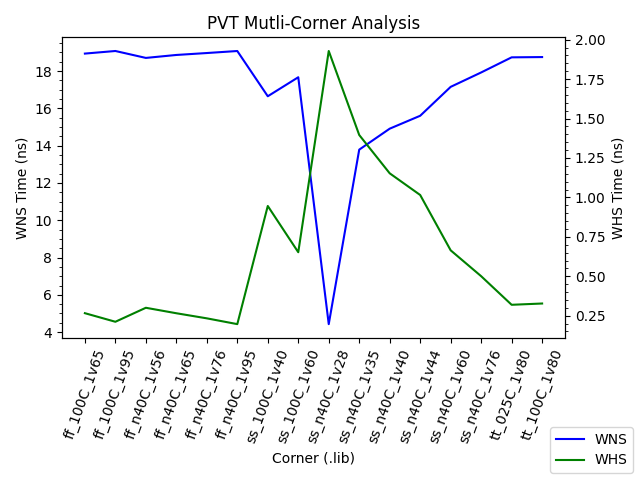 PVT Mutli-Corner Analysis
WNS Time (ns)
18
16
14
12
10
8
6
4
WHS Time (ns)
2.00
1.75
1.50
1.25
1.00
0.75
0.50
0.25
ff_100C_1v65
ff_100C_1v95
ff_n40C_1v56
ff_n40C_1v65
ff_n40C_1v76
ff_n40C_1v95
ss_100C_1v40
ss_100C_1v60
ss_n40C_1v28
ss_n40C_1v35
ss_n40C_1v40
ss_n40C_1v44
ss_n40C_1v60
ss_n40C_1v76
tt_025C_1v80
tt_100C_1v80
Corner (.lib)
WNS
WHS